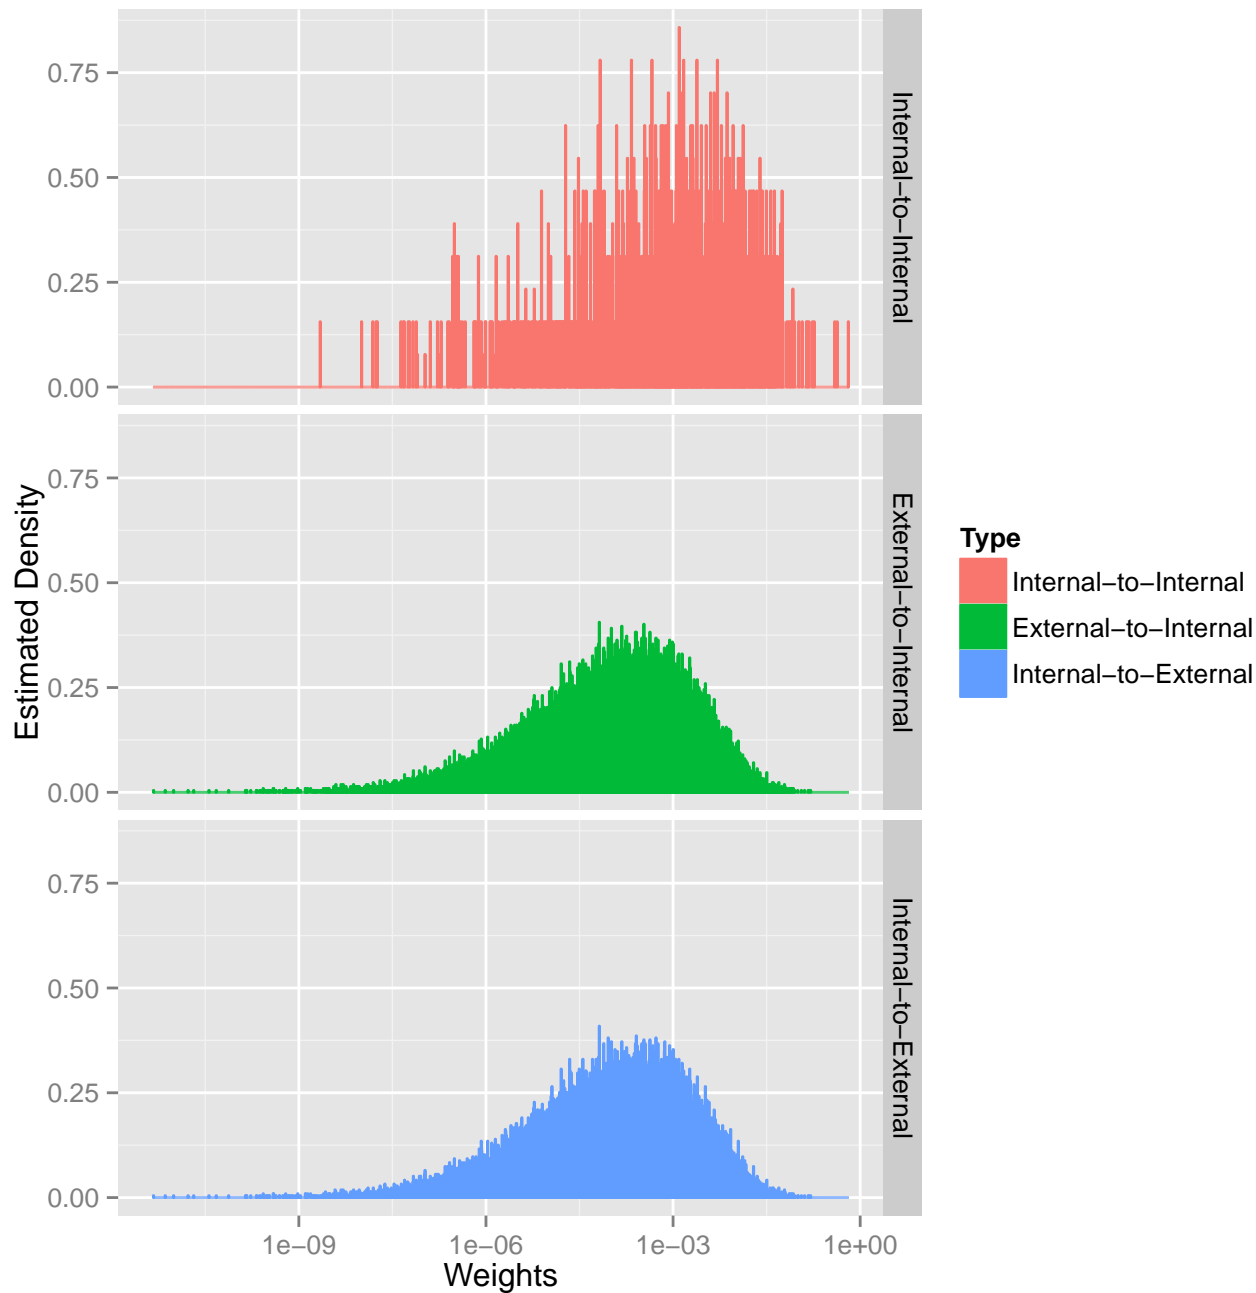 0.75
0.50
0.25
0.00
Internal−to−Internal
0.75
0.50
0.25
0.00
External−to−Internal
0.75
0.50
0.25
0.00
Internal−to−External
Estimated Density
1e−09
1e−06
1e−03
1e+00
Weights
Type
Internal−to−Internal
External−to−Internal
Internal−to−External